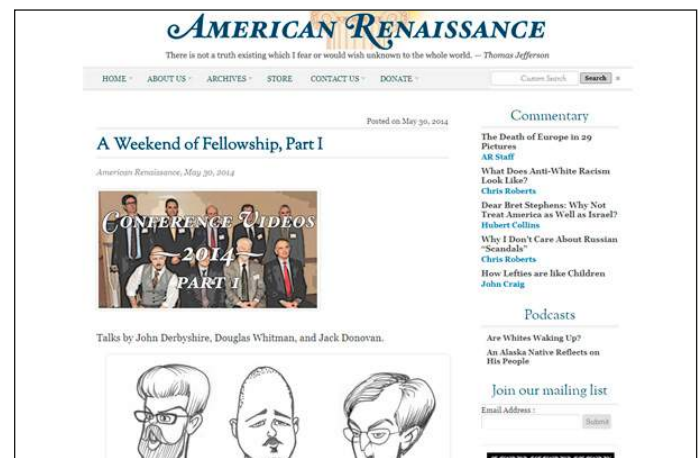 AMERICAN RENAISSANCE
There is not a truth existing which I fear or would wish unknown to the whole world. — Thomas Jefferson
HOME ABOUT US ARCHIVES STORE CONTACT US DONATE Custom Search Search
Posted on May 30, 2014
A Weekend of Fellowship, Part I
American Renaissance, May 30, 2014
CONFERENCE VIDEOS
2014
PART 1
Talks by John Derbyshire, Douglas Whitman, and Jack Donovan.
Commentary
The Death of Europe in 29
Pictures
AR Staff
What Does Anti-White Racism
Look Like?
Chris Roberts
Dear Bret Stephens: Why Not
Treat America as Well as Israel?
Hubert Collins
Why I Don't Care About Russian
“Scandals”
Chris Roberts
How Lefties are like Children
John Craig
Podcasts
Are Whites Waking Up?
An Alaska Native Reflects on
His People
Join our mailing list
Email Address :
Submit